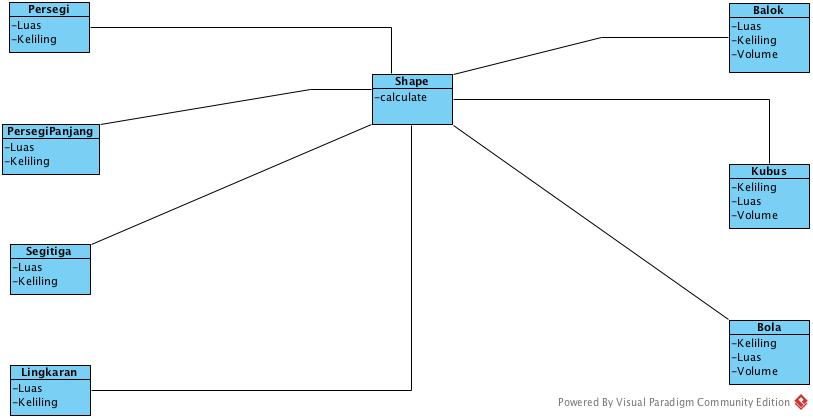 Persegi
-Luas
-Keliling
PersegiPanjang
-Luas
-Keliling
Segitiga
-Luas
-Keliling
Lingkaran
-Luas
-Keliling
Shape
-calculate
Balok
-Luas
-Keliling
-Volume
Kubus
-Keliling
-Luas
-Volume
Bola
-Keliling
-Luas
-Volume
Powered By Visual Paradigm Community Edition